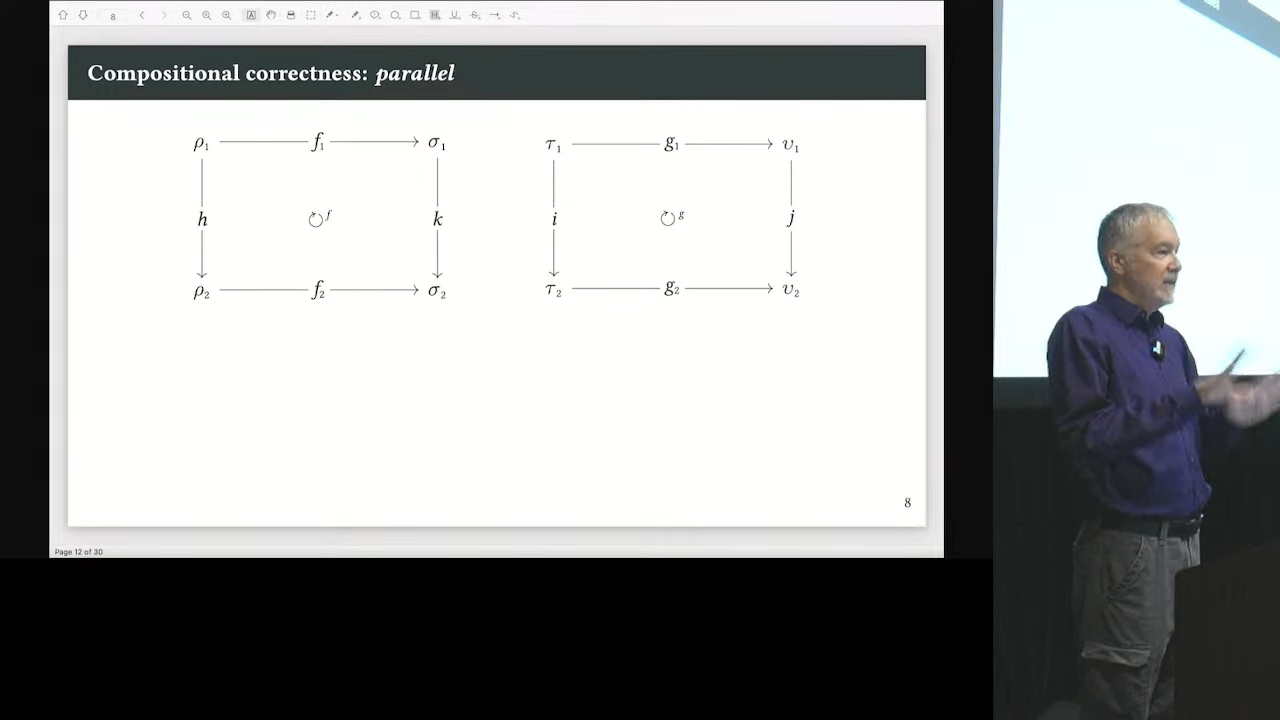 8
Compositional correctness: parallel
ρ₁ f₁ σ₁ τ₁ g₁ υ₁
h ↻ᶠ k i ↻ᵍ j
ρ₂ f₂ σ₂ τ₂ g₂ υ₂
8
Page 12 of 30